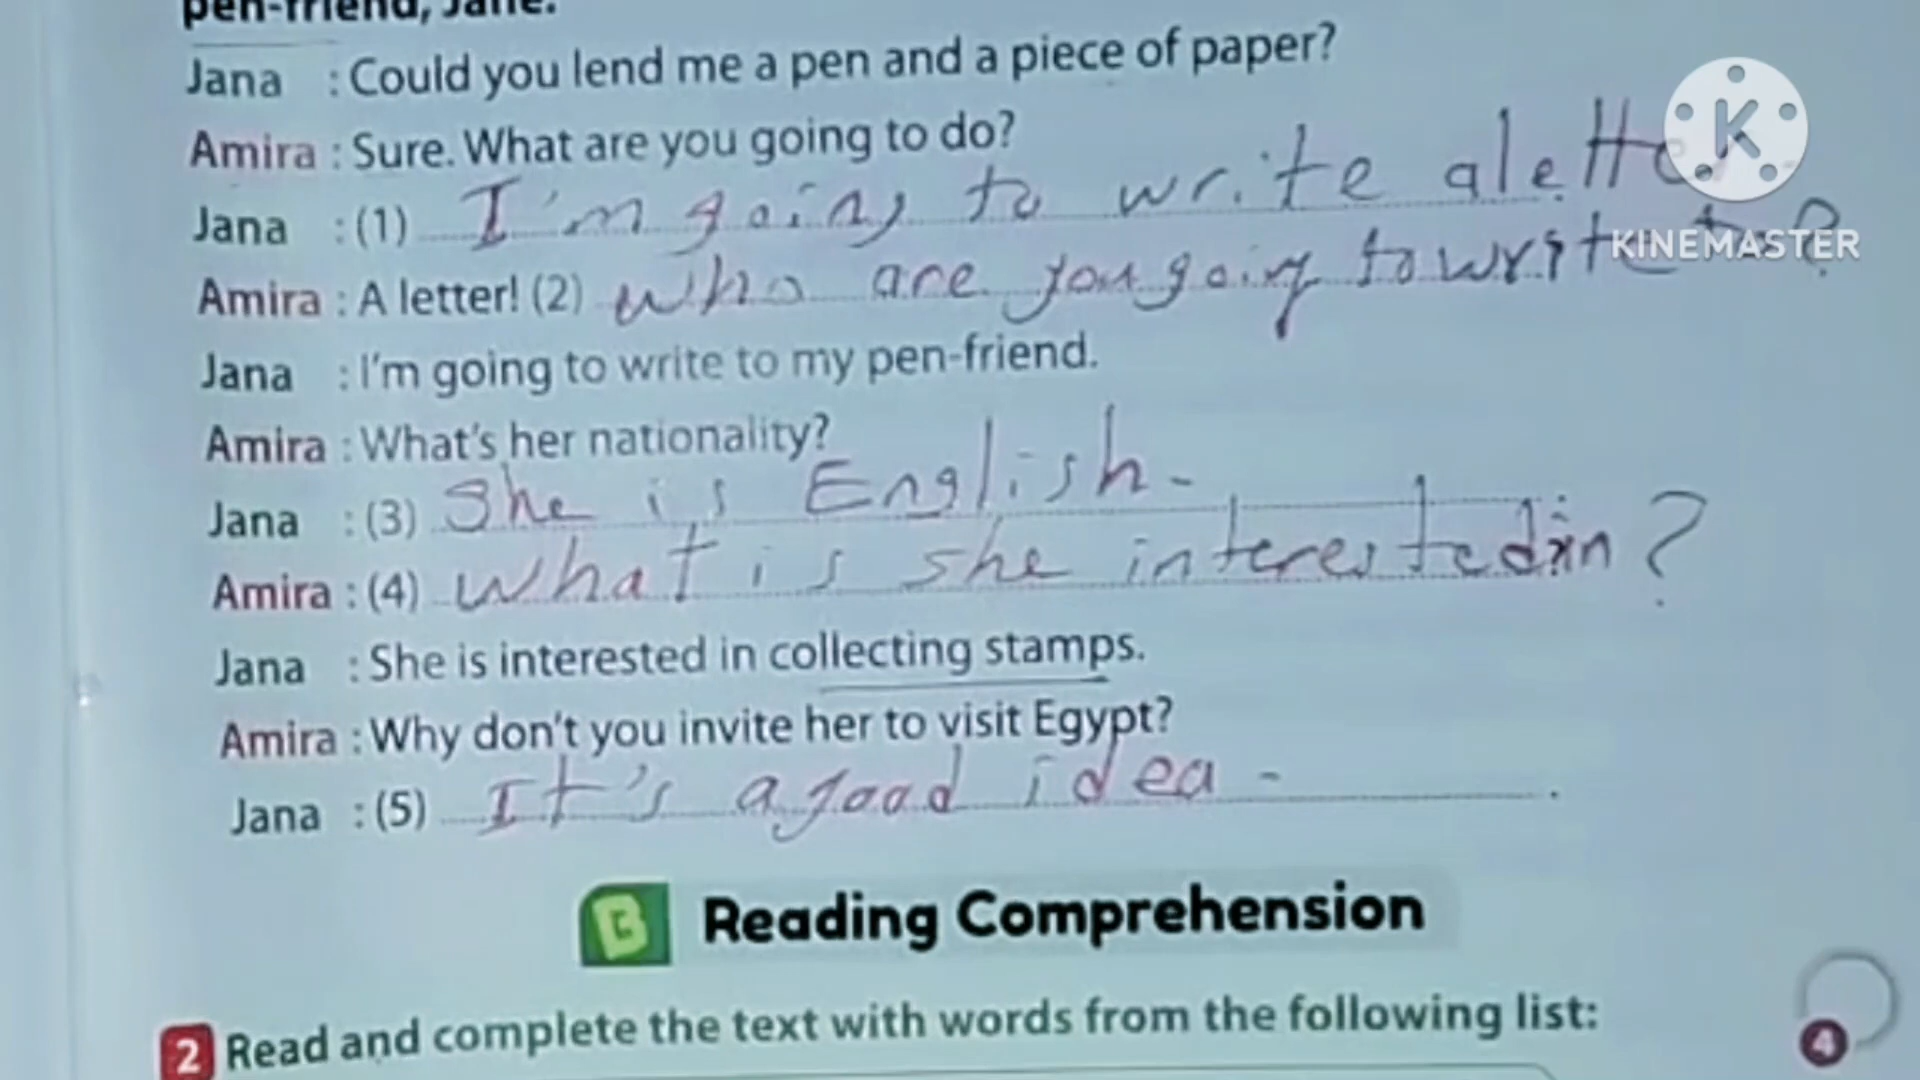 pen-friend, Jane.
Jana : Could you lend me a pen and a piece of paper?
Amira : Sure. What are you going to do?
Jana : (1) I'm going to write a letter
Amira : A letter! (2) Who are you going to write to?
KINEMASTER
Jana : I'm going to write to my pen-friend.
Amira : What's her nationality?
Jana : (3) She is English.
Amira : (4) What is she interested in?
Jana : She is interested in collecting stamps.
Amira : Why don't you invite her to visit Egypt?
Jana : (5) It's a good idea .
B Reading Comprehension
2 Read and complete the text with words from the following list:
4